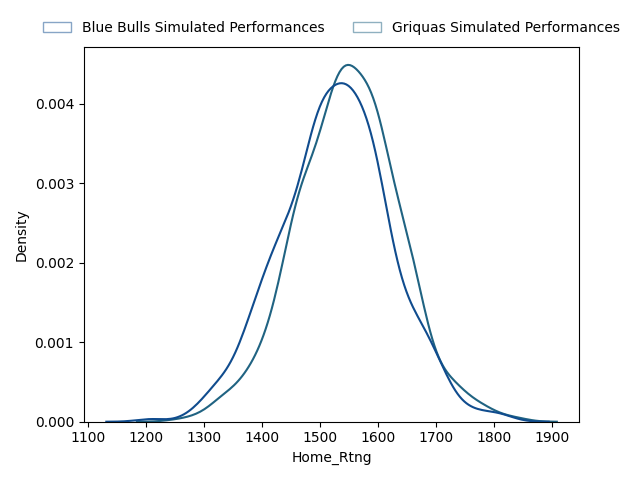 Blue Bulls Simulated Performances Griquas Simulated Performances
0.004
0.003
0.002
0.001
0.000
Density
1100 1200 1300 1400 1500 1600 1700 1800 1900
Home_Rtng